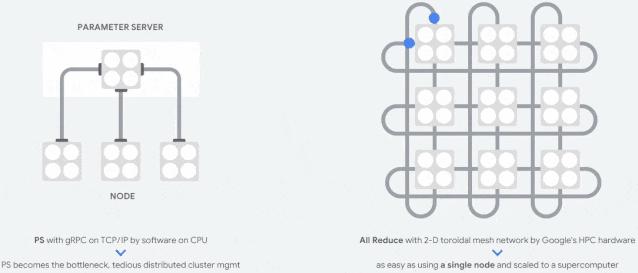 PARAMETER SERVER
NODE
PS with gRPC on TCP/IP by software on CPU
PS becomes the bottleneck, tedious distributed cluster mgmt
All Reduce with 2-D toroidal mesh network by Google's HPC hardware
as easy as using a single node and scaled to a supercomputer